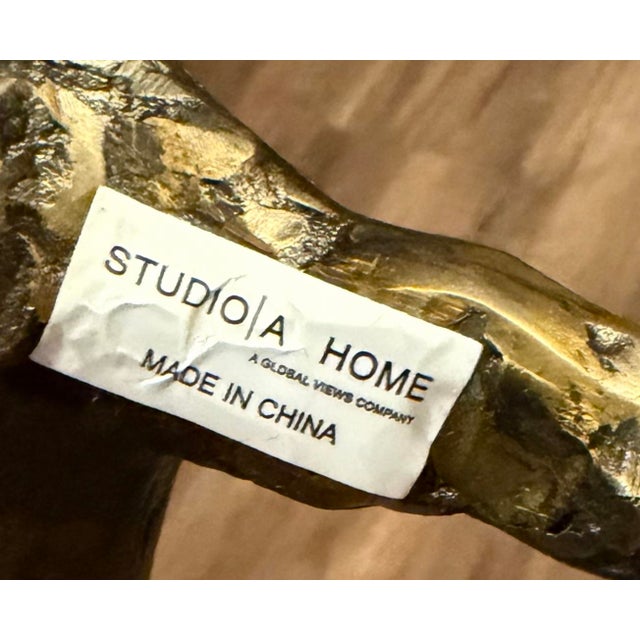 STUDIO|A HOME
A GLOBAL VIEWS COMPANY
MADE IN CHINA